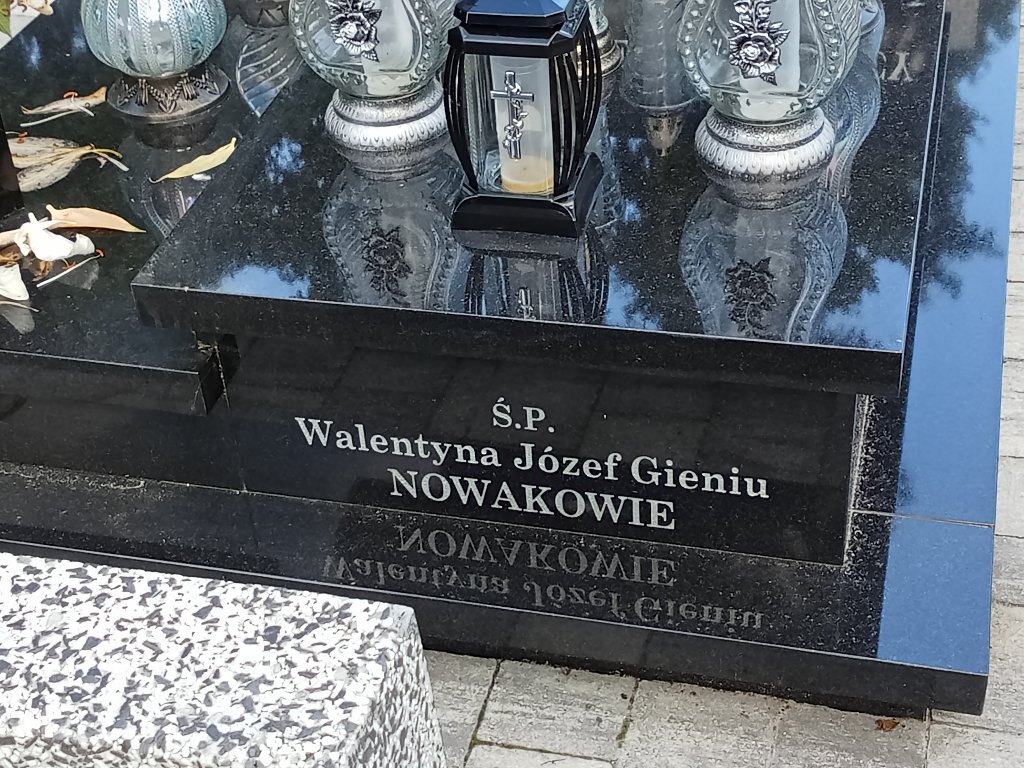 Ś.P.
Walentyna Józef Gieniu
NOWAKOWIE